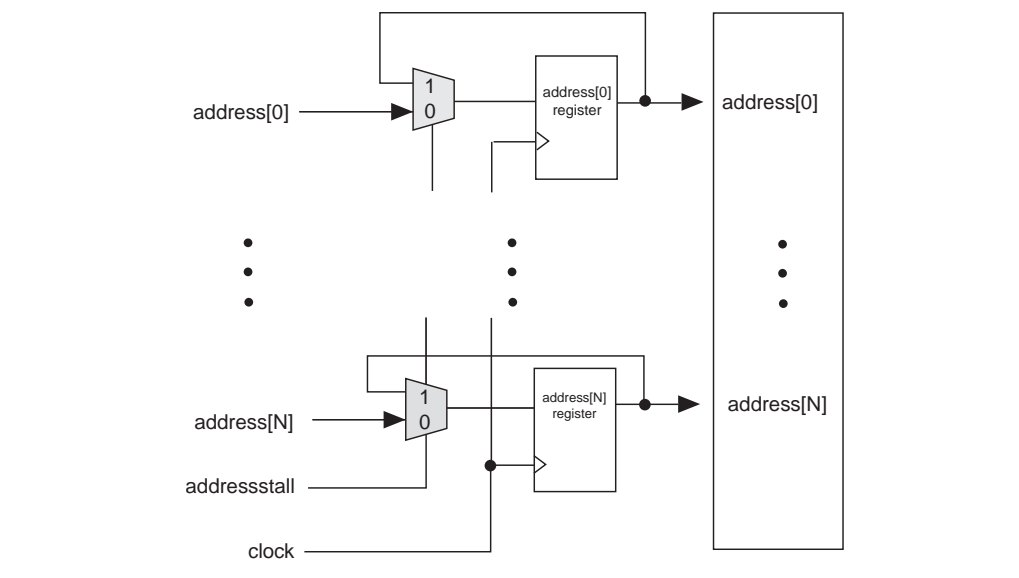 1
0
address[0]
address[0]
register
address[0]
1
0
address[N]
address[N]
register
address[N]
addressstall
clock